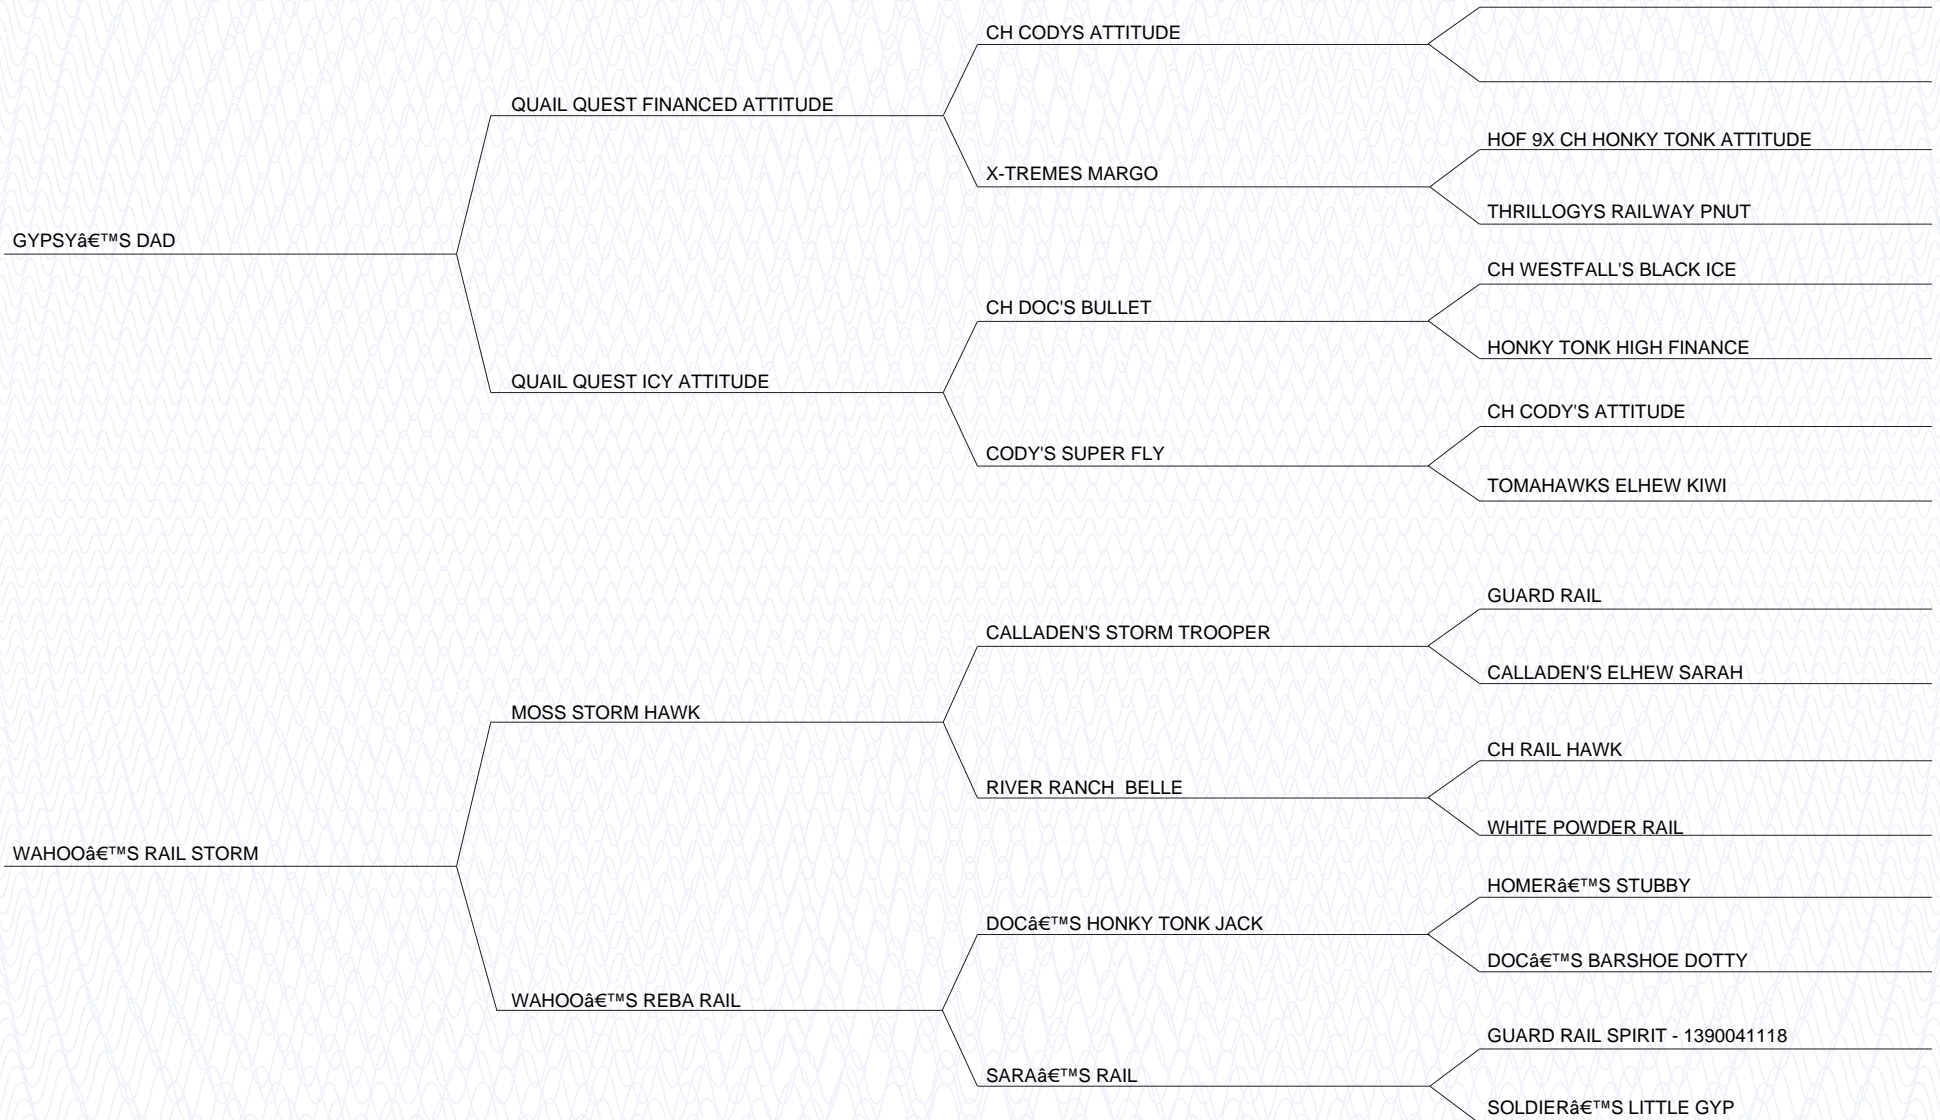 CH CODYS ATTITUDE
QUAIL QUEST FINANCED ATTITUDE
HOF 9X CH HONKY TONK ATTITUDE
X-TREMES MARGO
THRILLOGYS RAILWAY PNUT
GYPSYâ€™S DAD
CH WESTFALL'S BLACK ICE
CH DOC'S BULLET
HONKY TONK HIGH FINANCE
QUAIL QUEST ICY ATTITUDE
CH CODY'S ATTITUDE
CODY'S SUPER FLY
TOMAHAWKS ELHEW KIWI
GUARD RAIL
CALLADEN'S STORM TROOPER
CALLADEN'S ELHEW SARAH
MOSS STORM HAWK
CH RAIL HAWK
RIVER RANCH  BELLE
WHITE POWDER RAIL
WAHOOâ€™S RAIL STORM
HOMERâ€™S STUBBY
DOCâ€™S HONKY TONK JACK
DOCâ€™S BARSHOE DOTTY
WAHOOâ€™S REBA RAIL
GUARD RAIL SPIRIT - 1390041118
SARAâ€™S RAIL
SOLDIERâ€™S LITTLE GYP